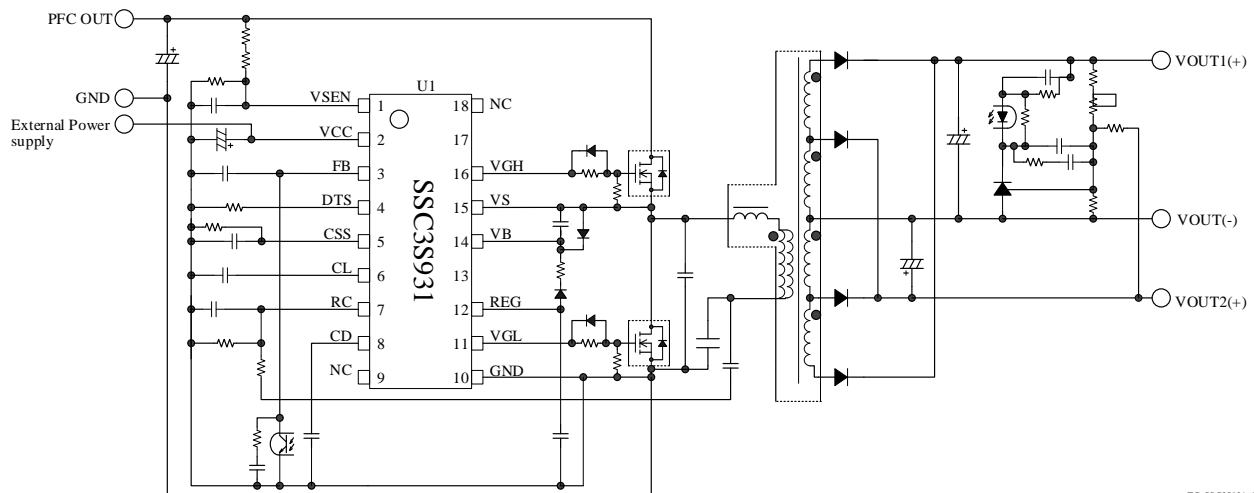 PFC OUT
GND
External Power
supply
U1
SSC3S931
VSEN 1
VCC 2
FB 3
DTS 4
CSS 5
CL 6
RC 7
CD 8
NC 9
18 NC
17
16 VGH
15 VS
14 VB
13
12 REG
11 VGL
10 GND
VOUT1(+)
VOUT(-)
VOUT2(+)